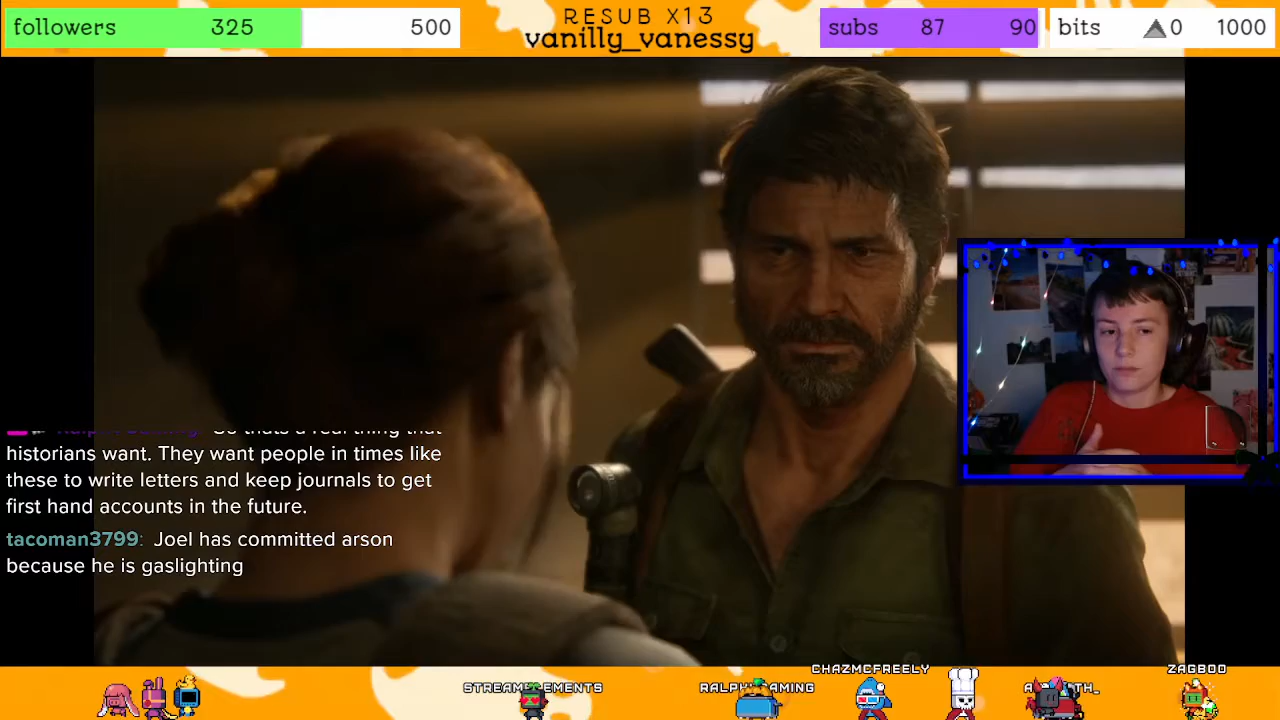 followers 325 500
RESUB X13
vanilly_vanessy
subs 87 90
bits 0 1000
historians want. They want people in times like
these to write letters and keep journals to get
first hand accounts in the future.
tacoman3799: Joel has committed arson
because he is gaslighting
CHAZMCFREELY
ZAGBOO